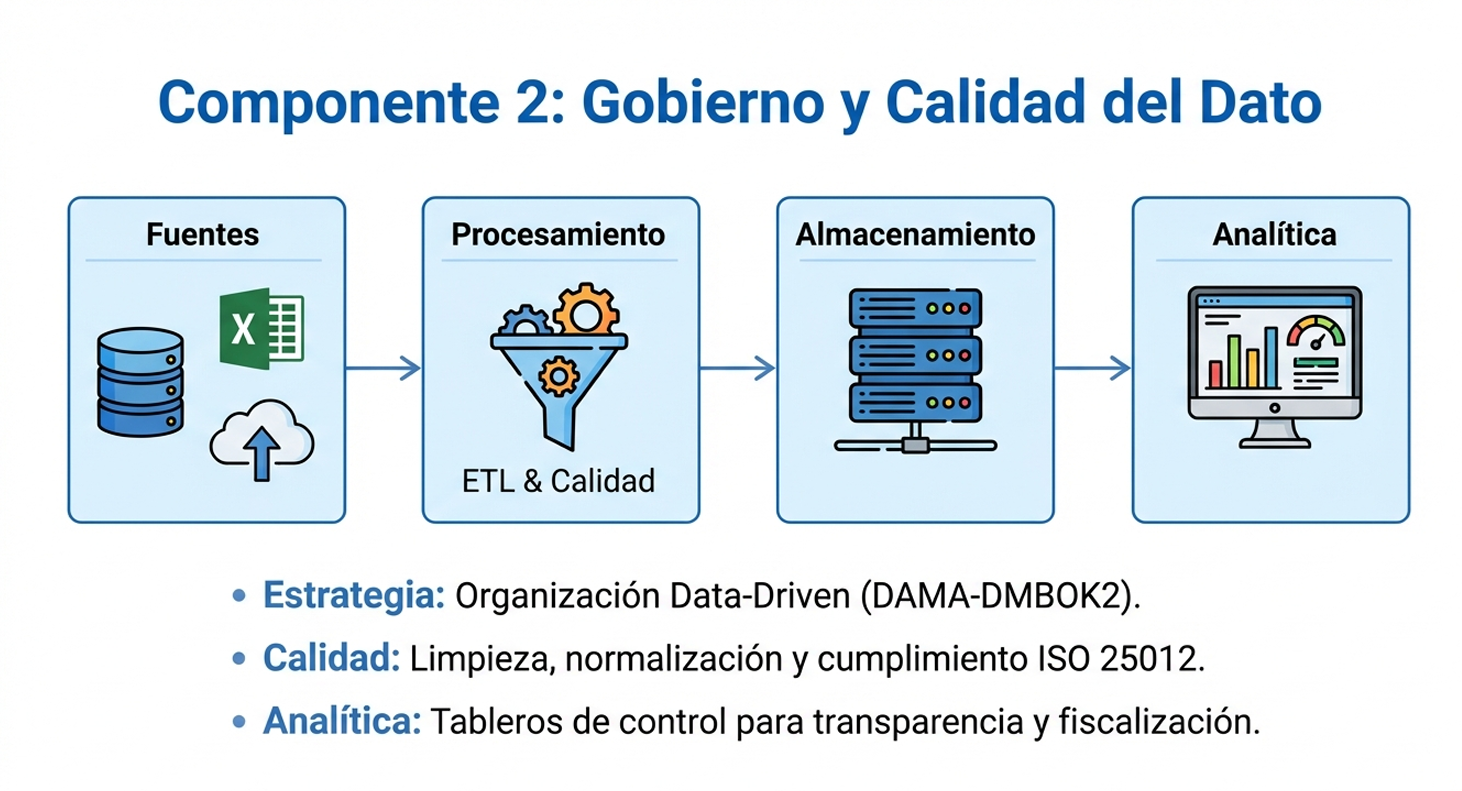 Componente 2: Gobierno y Calidad del Dato
Fuentes
X
Procesamiento
ETL & Calidad
Almacenamiento
Analítica
• Estrategia: Organización Data-Driven (DAMA-DMBOK2).
• Calidad: Limpieza, normalización y cumplimiento ISO 25012.
• Analítica: Tableros de control para transparencia y fiscalización.